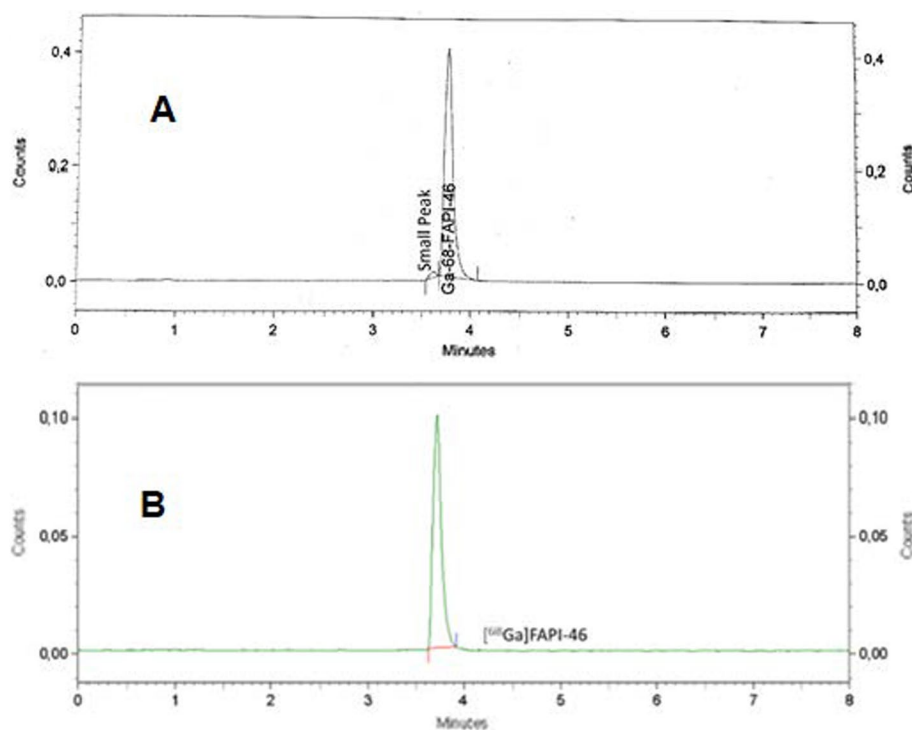 A
0,4
0,4
0,2
0,2
0,0
0,0
Counts
Counts
Small Peak
Ga-68-FAPI-46
0 1 2 3 4 5 6 7 8
Minutes
B
0,10
0,10
0,05
0,05
0,00
0,00
Counts
Counts
[⁶⁸Ga]FAPI-46
0 1 2 3 4 5 6 7 8
Minutes